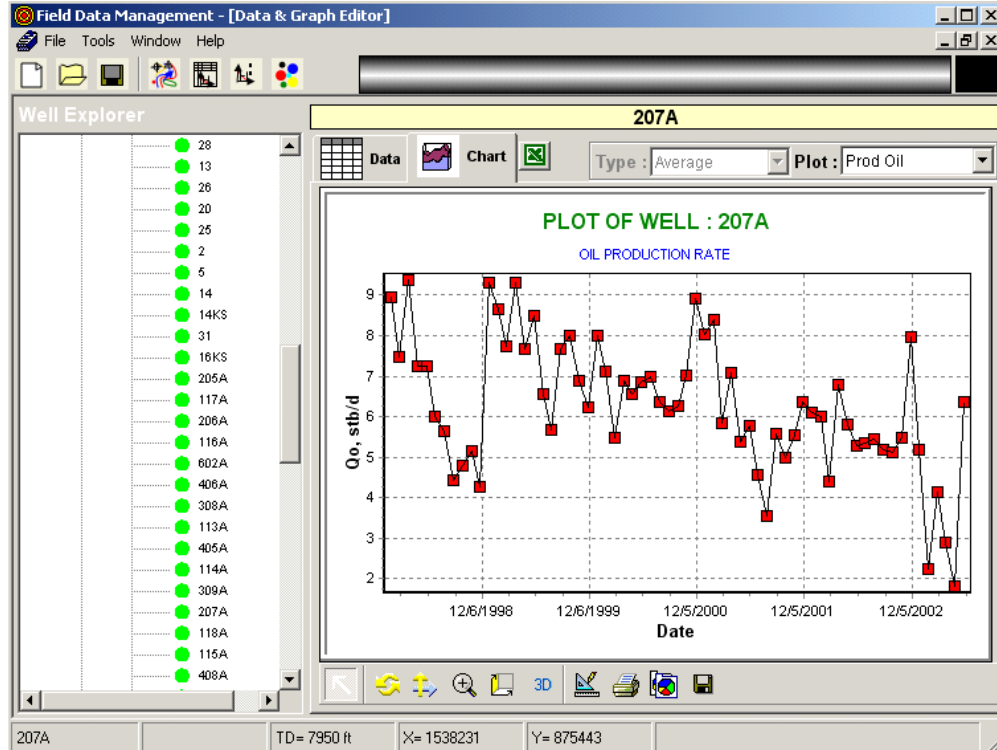 Field Data Management - [Data & Graph Editor]
File Tools Window Help
Well Explorer
28
13
26
20
25
2
5
14
14KS
31
16KS
205A
117A
206A
116A
602A
406A
308A
113A
405A
114A
309A
207A
118A
115A
408A
207A
Data Chart Type : Average Plot : Prod Oil
PLOT OF WELL : 207A
OIL PRODUCTION RATE
Qo, stb/d
9
8
7
6
5
4
3
2
12/6/1998 12/6/1999 12/5/2000 12/5/2001 12/5/2002
Date
3D
207A TD= 7950 ft X= 1538231 Y= 875443